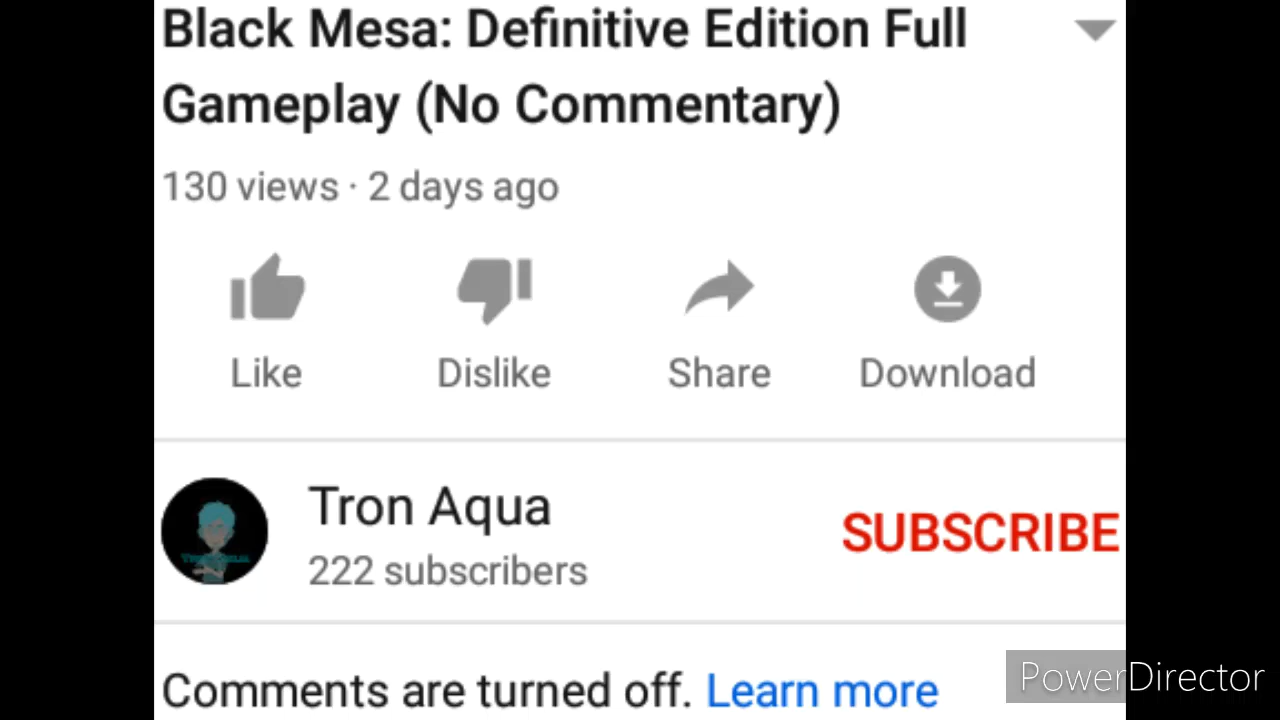 Black Mesa: Definitive Edition Full
Gameplay (No Commentary)
130 views · 2 days ago
Like Dislike Share Download
Tron Aqua
SUBSCRIBE
222 subscribers
Comments are turned off. Learn more
PowerDirector